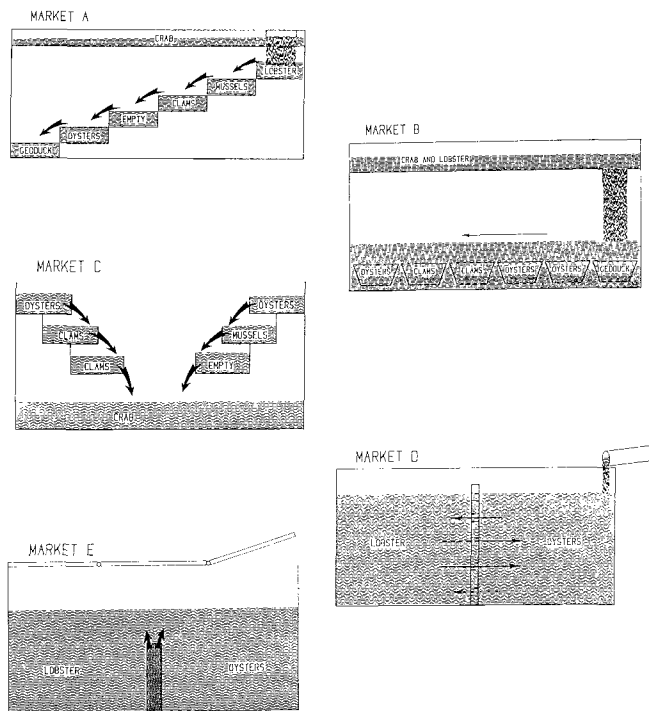 MARKET A
CRAB
LOBSTER
MUSSELS
CLAMS
EMPTY
OYSTERS
GEODUCK
MARKET B
CRAB AND LOBSTER
OYSTERS CLAMS CLAMS OYSTERS OYSTERS GEODUCK
MARKET C
OYSTERS OYSTERS
CLAMS MUSSELS
CLAMS EMPTY
CRAB
MARKET D
LOBSTER OYSTERS
MARKET E
LOBSTER OYSTERS